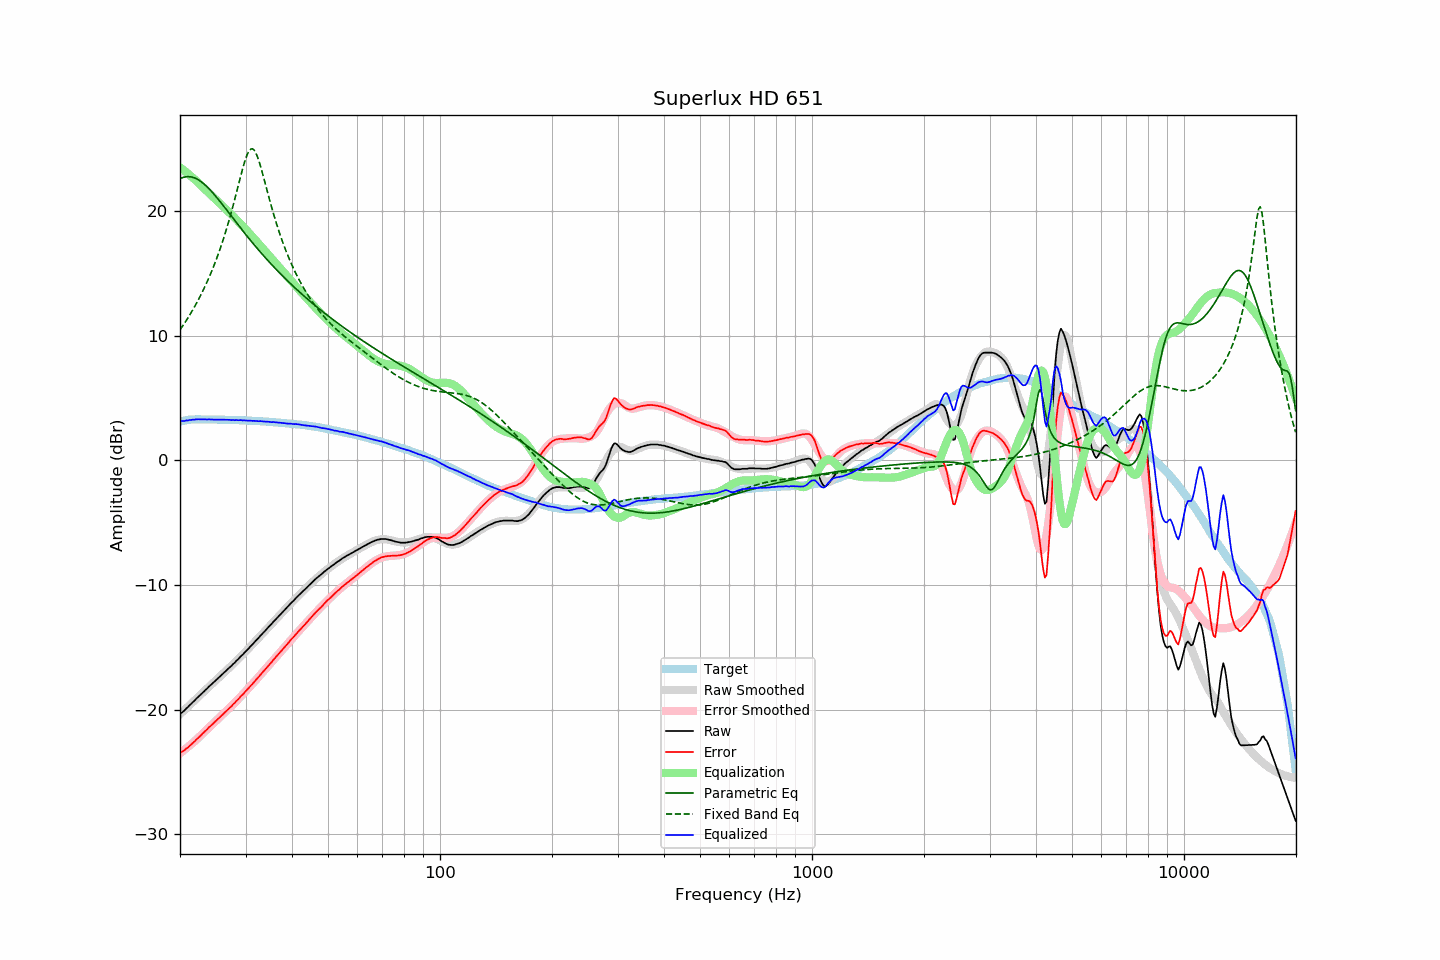 Superlux HD 651
Amplitude (dBr)
20
10
0
−10
−20
−30
Target
Raw Smoothed
Error Smoothed
Raw
Error
Equalization
Parametric Eq
Fixed Band Eq
Equalized
100 1000 10000
Frequency (Hz)